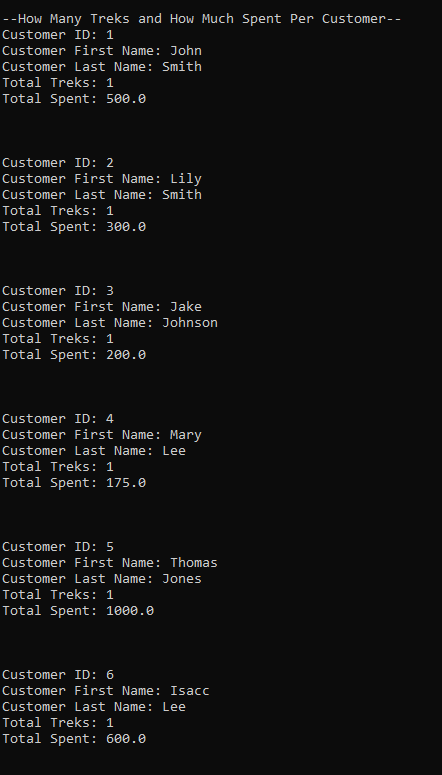 --How Many Treks and How Much Spent Per Customer--
Customer ID: 1
Customer First Name: John
Customer Last Name: Smith
Total Treks: 1
Total Spent: 500.0
Customer ID: 2
Customer First Name: Lily
Customer Last Name: Smith
Total Treks: 1
Total Spent: 300.0
Customer ID: 3
Customer First Name: Jake
Customer Last Name: Johnson
Total Treks: 1
Total Spent: 200.0
Customer ID: 4
Customer First Name: Mary
Customer Last Name: Lee
Total Treks: 1
Total Spent: 175.0
Customer ID: 5
Customer First Name: Thomas
Customer Last Name: Jones
Total Treks: 1
Total Spent: 1000.0
Customer ID: 6
Customer First Name: Isacc
Customer Last Name: Lee
Total Treks: 1
Total Spent: 600.0